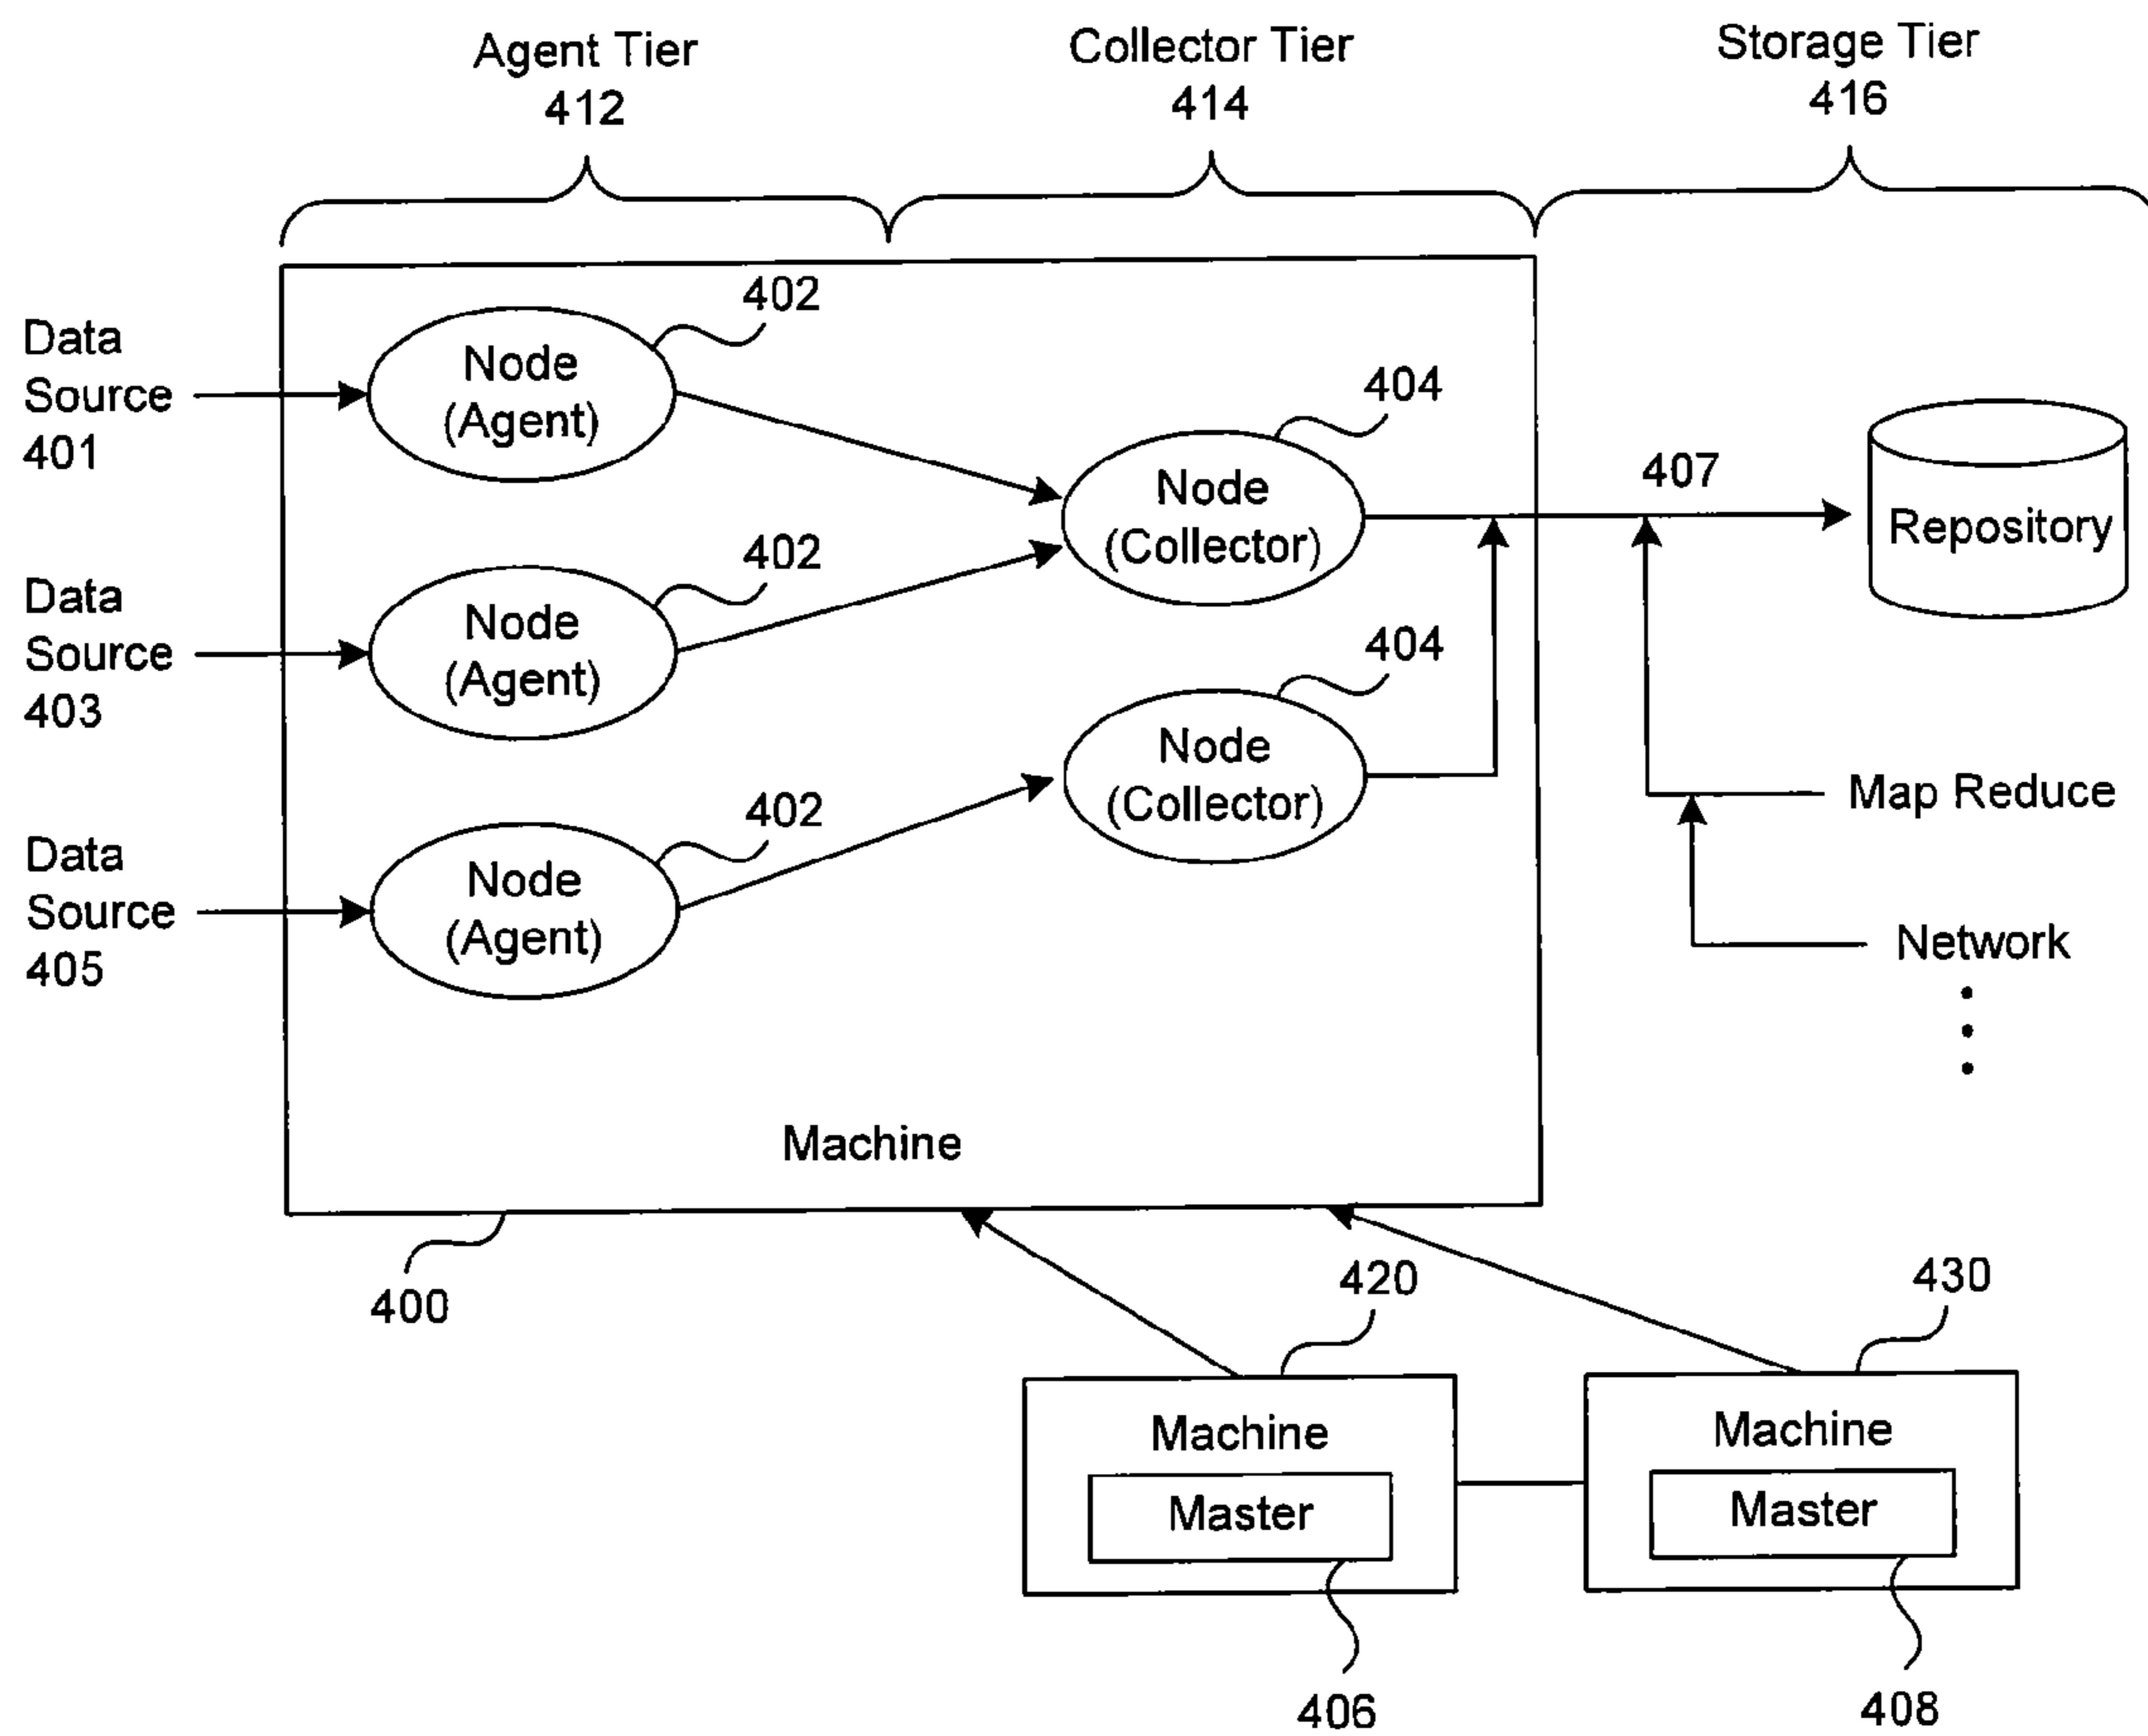 Agent Tier
412
Collector Tier
414
Storage Tier
416
402
Data
Source
401
Node
(Agent)
404
Node
(Collector)
407
Repository
402
Data
Source
403
Node
(Agent)
404
Node
(Collector)
Map Reduce
402
Data
Source
405
Node
(Agent)
Network
Machine
400
420
430
Machine
Master
Machine
Master
406
408